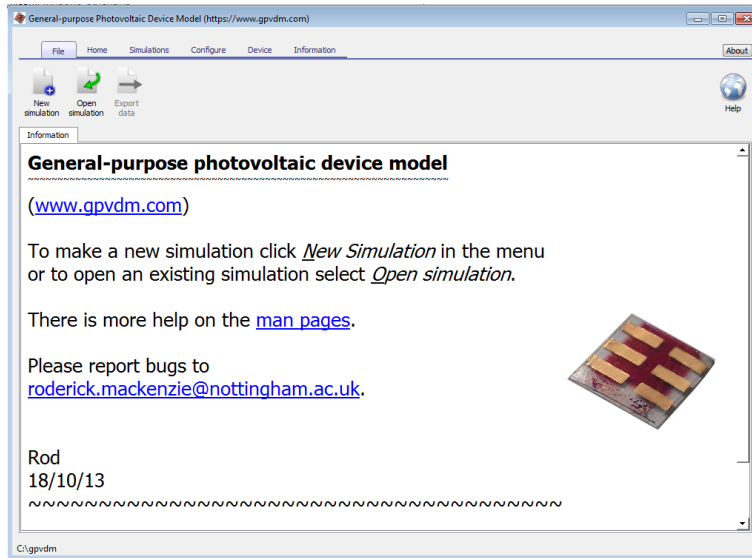 General-purpose Photovoltaic Device Model (https://www.gpvdm.com)
File Home Simulations Configure Device Information About
New simulation
Open simulation
Export data
Help
Information
General-purpose photovoltaic device model
~~~~~~~~~~~~~~~~~~~~~~~~~~~~~~~~~~~~~~~~~~~~~~~~~~~~~~~~~~~~~~~~~~~~~~
(www.gpvdm.com)
To make a new simulation click New Simulation in the menu
or to open an existing simulation select Open simulation.
There is more help on the man pages.
Please report bugs to
roderick.mackenzie@nottingham.ac.uk.
Rod
18/10/13
~~~~~~~~~~~~~~~~~~~~~~~~~~~~~~~~~~~~~~
C:\gpvdm